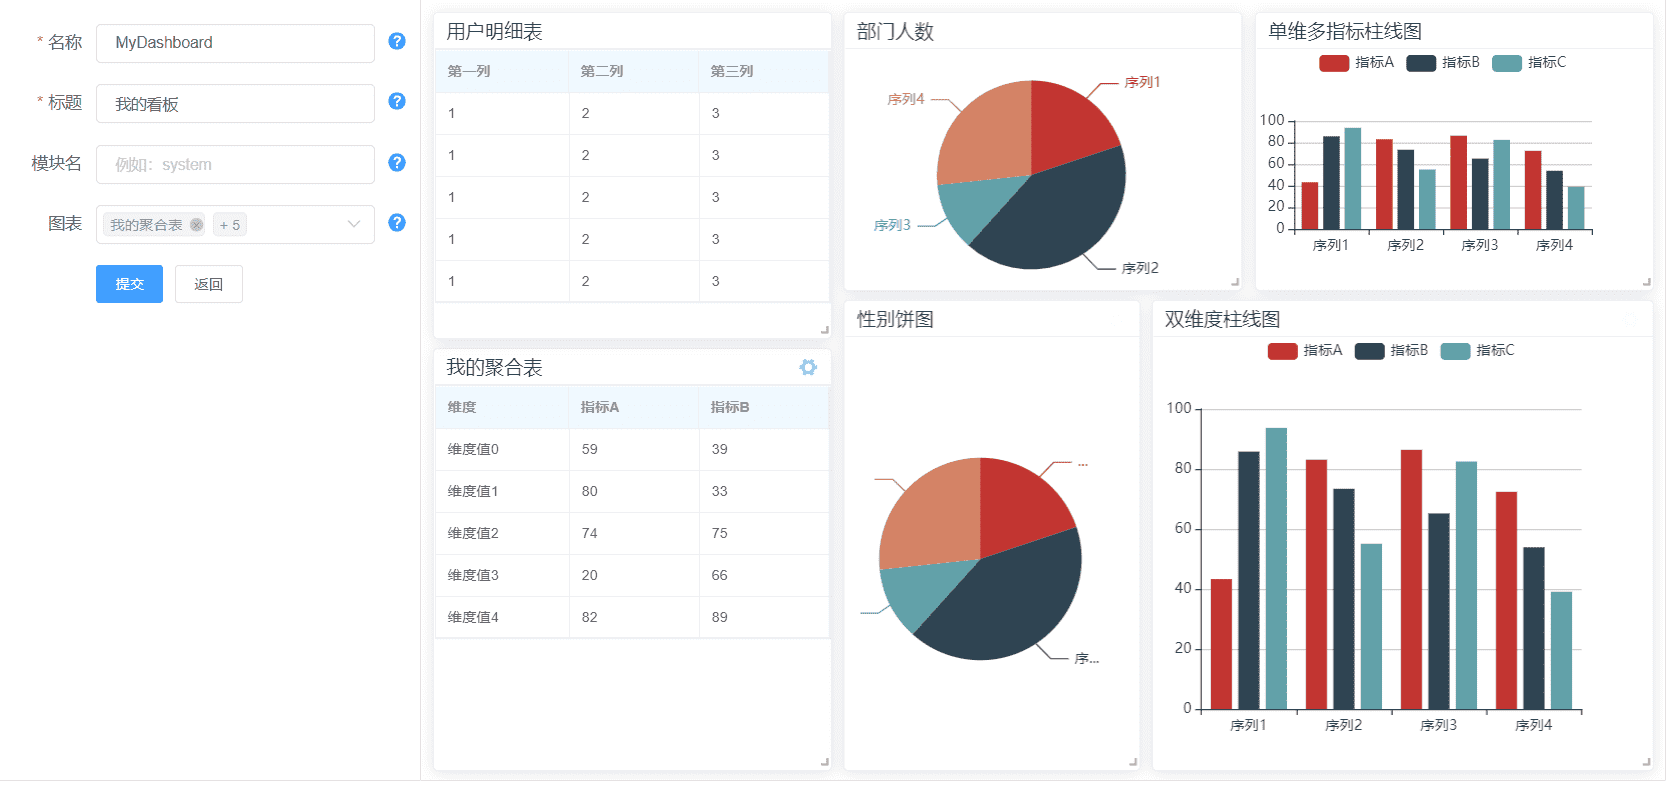 * 名称 MyDashboard
* 标题 我的看板
模块名 例如：system
图表 我的聚合表 + 5
提交 返回
用户明细表
第一列 第二列 第三列
1 2 3
1 2 3
1 2 3
1 2 3
1 2 3
我的聚合表
维度 指标A 指标B
维度值0 59 39
维度值1 80 33
维度值2 74 75
维度值3 20 66
维度值4 82 89
部门人数
序列1
序列4
序列3
序列2
单维多指标柱线图
指标A 指标B 指标C
100
80
60
40
20
0
序列1 序列2 序列3 序列4
性别饼图
...
序...
双维度柱线图
指标A 指标B 指标C
100
80
60
40
20
0
序列1 序列2 序列3 序列4